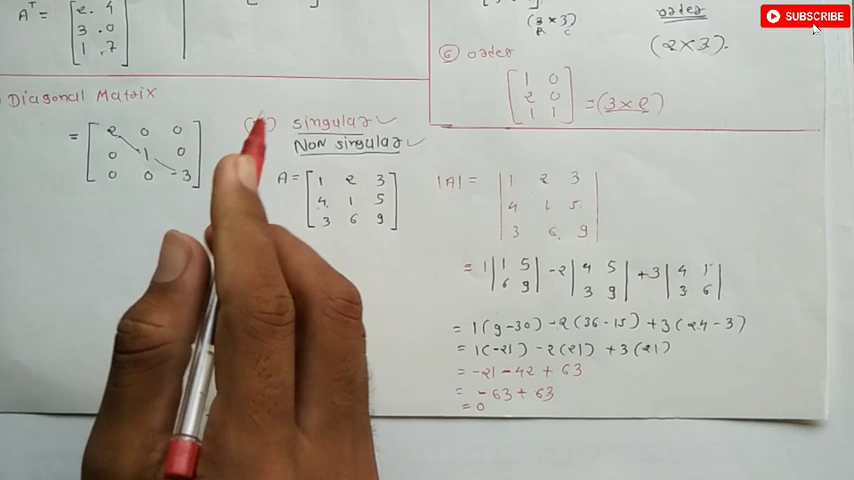 A^T = [2 . 4
3 . 0
1 . 7]
(3 × 3)
R C
order
(2×3).
SUBSCRIBE
⑥ order
[1 0
2 0
1 1] = (3 × 2)
Diagonal Matrix
= [2 0 0
0 1 0
0 0 3]
singular ✓
Non singular ✓
A = [1 2 3
4 1 5
3 6 9]
|A| = |1 2 3
4 1 5
3 6 9|
= 1 |1 5
6 9| -2 |4 5
3 9| +3 |4 1
3 6|
= 1(9-30) -2(36-15) +3(24-3)
= 1(-21) -2(21) +3(21)
= -21 -42 + 63
= -63 + 63
= 0